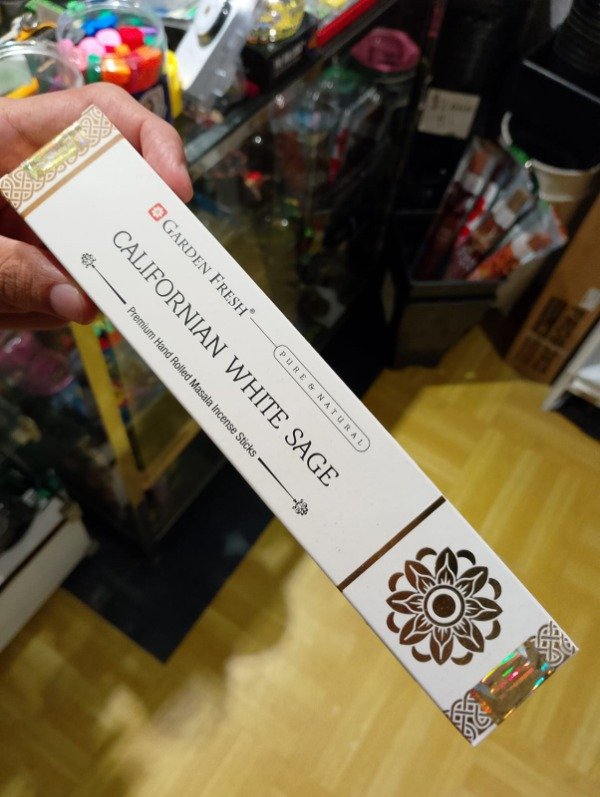 GARDEN FRESH®
PURE & NATURAL
CALIFORNIAN WHITE SAGE
Premium Hand Rolled Masala Incense Sticks